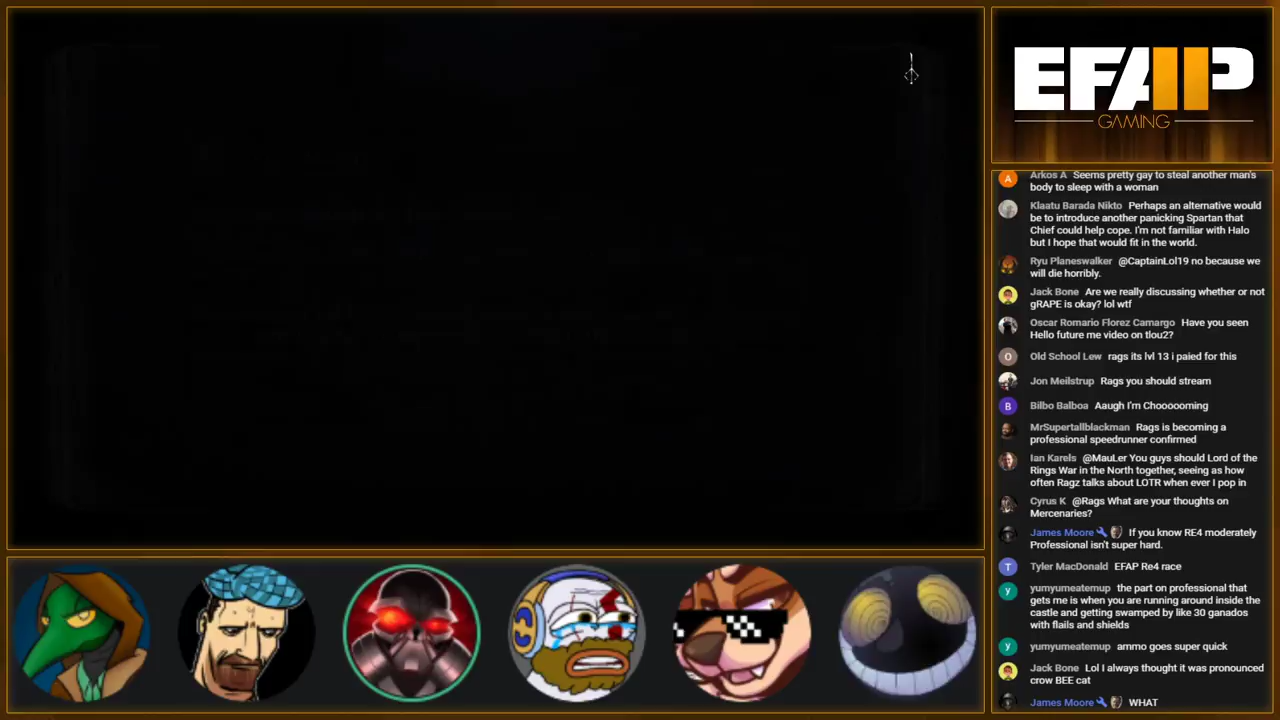 EFAP
GAMING
Arkos A Seems pretty gay to steal another man's
body to sleep with a woman
Klaatu Barada Nikto Perhaps an alternative would
be to introduce another panicking Spartan that
Chief could help cope. I'm not familiar with Halo
but I hope that would fit in the world.
Ryu Planeswalker @CaptainLol19 no because we
will die horribly.
Jack Bone Are we really discussing whether or not
gRAPE is okay? lol wtf
Oscar Romario Florez Camargo Have you seen
Hello future me video on tlou2?
Old School Lew rags its lvl 13 i paied for this
Jon Meilstrup Rags you should stream
Bilbo Balboa Aaugh I'm Choooooming
MrSupertallblackman Rags is becoming a
professional speedrunner confirmed
Ian Karels @MauLer You guys should Lord of the
Rings War in the North together, seeing as how
often Ragz talks about LOTR when ever I pop in
Cyrus K @Rags What are your thoughts on
Mercenaries?
James Moore If you know RE4 moderately
Professional isn't super hard.
Tyler MacDonald EFAP Re4 race
yumyumeatemup the part on professional that
gets me is when you are running around inside the
castle and getting swamped by like 30 ganados
with flails and shields
yumyumeatemup ammo goes super quick
Jack Bone Lol I always thought it was pronounced
crow BEE cat
James Moore WHAT